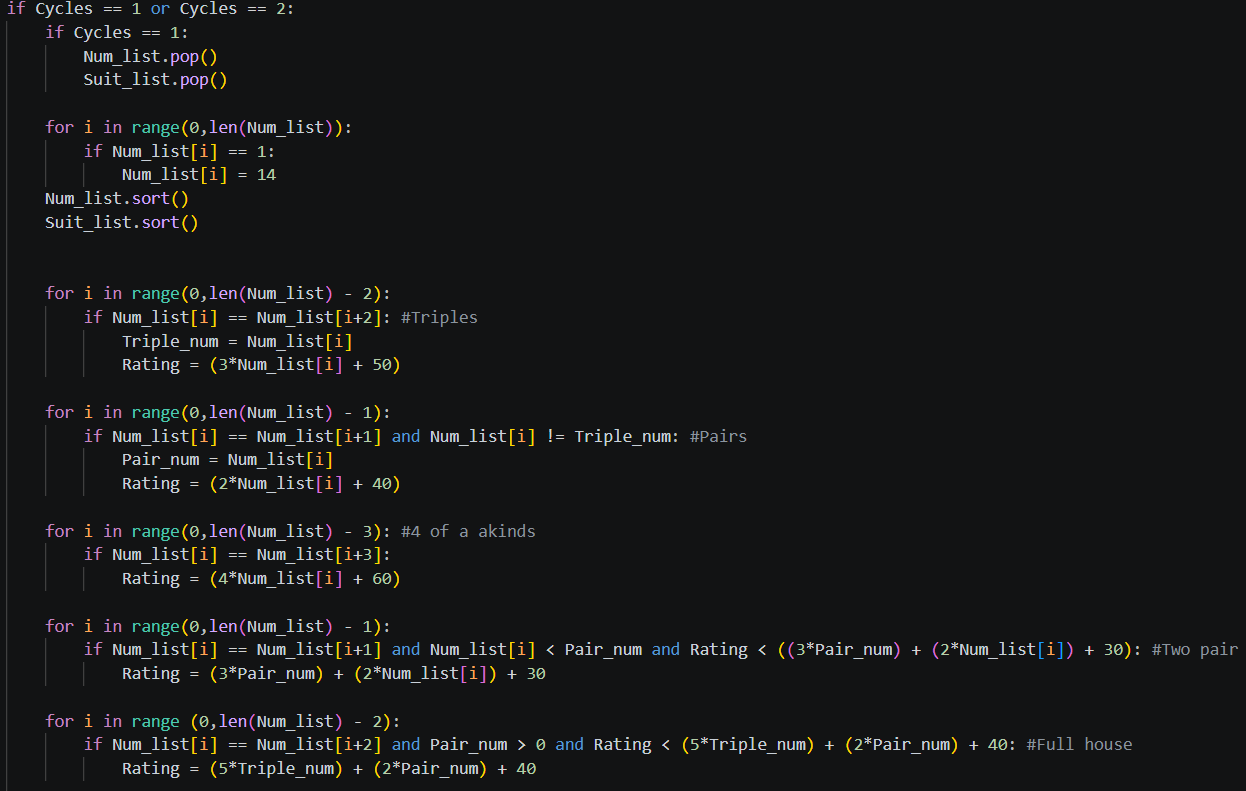 if Cycles == 1 or Cycles == 2:
    if Cycles == 1:
        Num_list.pop()
        Suit_list.pop()

    for i in range(0,len(Num_list)):
        if Num_list[i] == 1:
            Num_list[i] = 14
    Num_list.sort()
    Suit_list.sort()


    for i in range(0,len(Num_list) - 2):
        if Num_list[i] == Num_list[i+2]: #Triples
            Triple_num = Num_list[i]
            Rating = (3*Num_list[i] + 50)

    for i in range(0,len(Num_list) - 1):
        if Num_list[i] == Num_list[i+1] and Num_list[i] != Triple_num: #Pairs
            Pair_num = Num_list[i]
            Rating = (2*Num_list[i] + 40)

    for i in range(0,len(Num_list) - 3): #4 of a akinds
        if Num_list[i] == Num_list[i+3]:
            Rating = (4*Num_list[i] + 60)

    for i in range(0,len(Num_list) - 1):
        if Num_list[i] == Num_list[i+1] and Num_list[i] < Pair_num and Rating < ((3*Pair_num) + (2*Num_list[i]) + 30): #Two pair
            Rating = (3*Pair_num) + (2*Num_list[i]) + 30

    for i in range (0,len(Num_list) - 2):
        if Num_list[i] == Num_list[i+2] and Pair_num > 0 and Rating < (5*Triple_num) + (2*Pair_num) + 40: #Full house
            Rating = (5*Triple_num) + (2*Pair_num) + 40